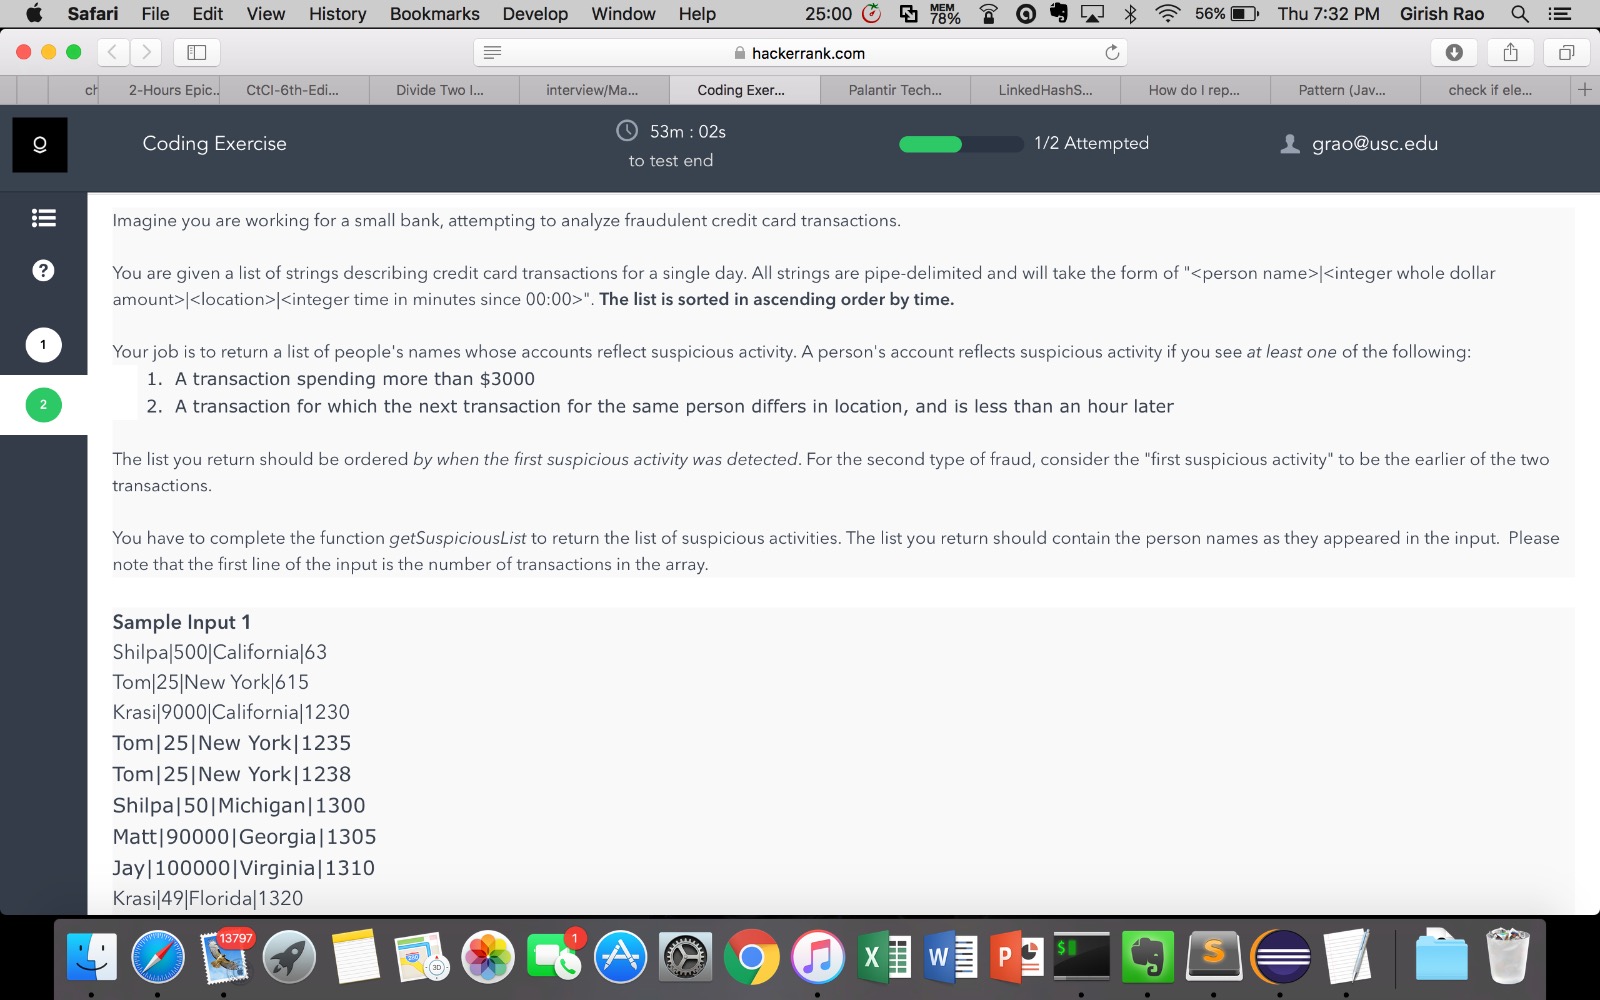 Safari File Edit View History Bookmarks Develop Window Help 25:00 MEM 78% 56% Thu 7:32 PM Girish Rao
hackerrank.com
ch 2-Hours Epic... CtCI-6th-Edi... Divide Two I... interview/Ma... Coding Exer... Palantir Tech... LinkedHashS... How do I rep... Pattern (Jav... check if ele...
Coding Exercise
53m : 02s
to test end
1/2 Attempted
grao@usc.edu
?
1
2
Imagine you are working for a small bank, attempting to analyze fraudulent credit card transactions.
You are given a list of strings describing credit card transactions for a single day. All strings are pipe-delimited and will take the form of "<person name>|<integer whole dollar
amount>|<location>|<integer time in minutes since 00:00>". The list is sorted in ascending order by time.
Your job is to return a list of people's names whose accounts reflect suspicious activity. A person's account reflects suspicious activity if you see at least one of the following:
1. A transaction spending more than $3000
2. A transaction for which the next transaction for the same person differs in location, and is less than an hour later
The list you return should be ordered by when the first suspicious activity was detected. For the second type of fraud, consider the "first suspicious activity" to be the earlier of the two
transactions.
You have to complete the function getSuspiciousList to return the list of suspicious activities. The list you return should contain the person names as they appeared in the input. Please
note that the first line of the input is the number of transactions in the array.
Sample Input 1
Shilpa|500|California|63
Tom|25|New York|615
Krasi|9000|California|1230
Tom|25|New York|1235
Tom|25|New York|1238
Shilpa|50|Michigan|1300
Matt|90000|Georgia|1305
Jay|100000|Virginia|1310
Krasi|49|Florida|1320
13797
1
3D
280
X W P $ S